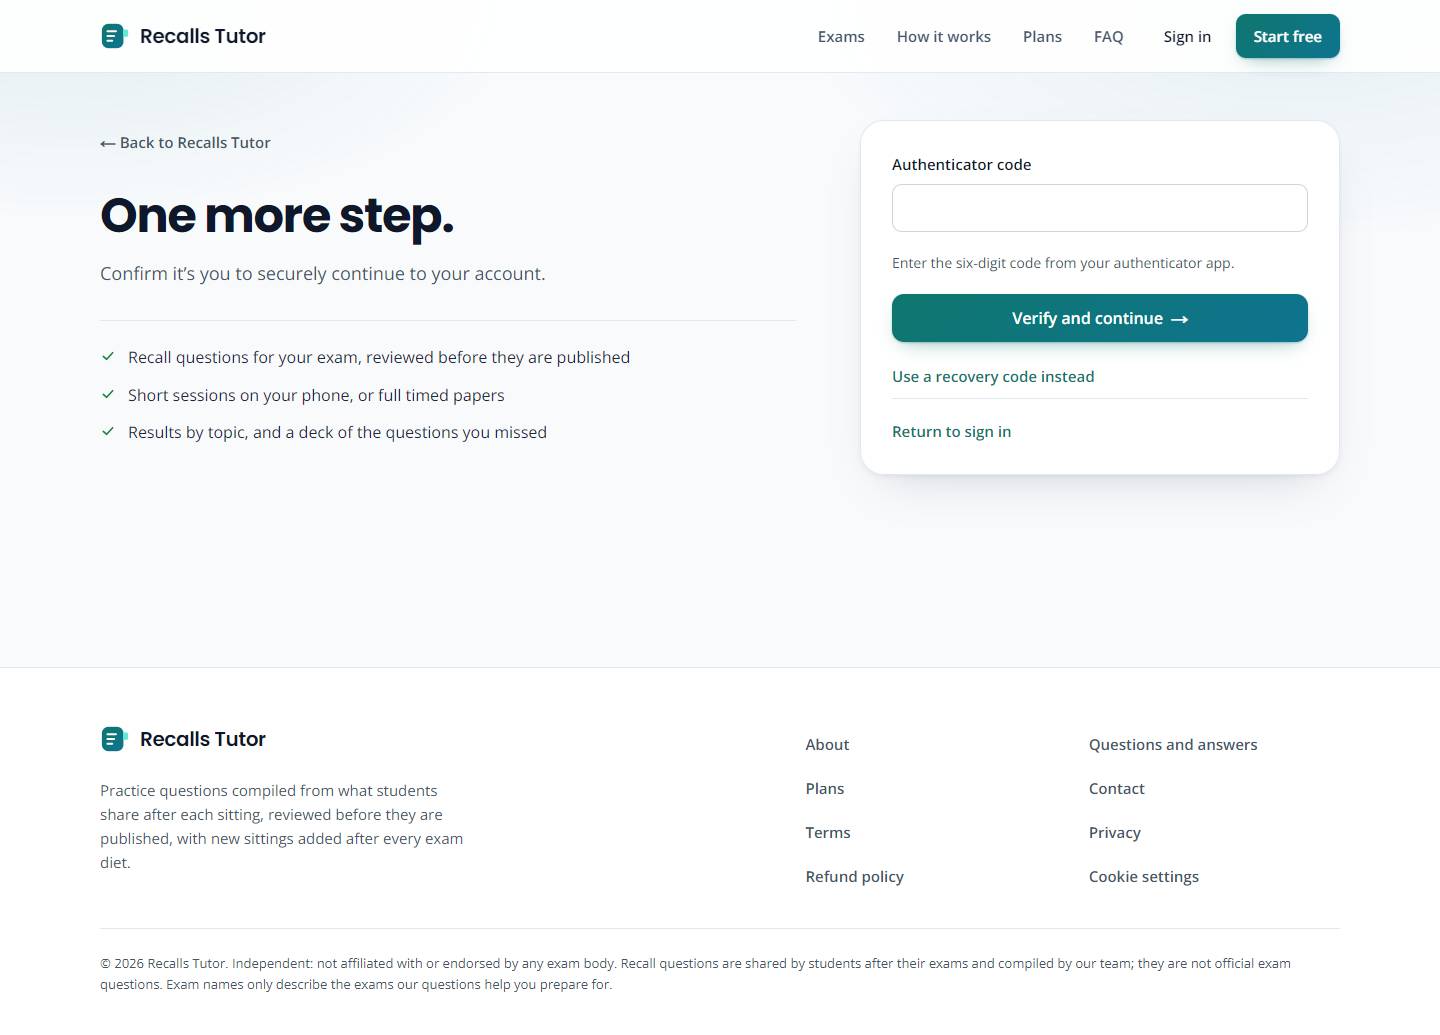 Recalls Tutor
Exams
How it works
Plans
FAQ
Sign in
Start free
← Back to Recalls Tutor
One more step.
Confirm it’s you to securely continue to your account.
Recall questions for your exam, reviewed before they are published
Short sessions on your phone, or full timed papers
Results by topic, and a deck of the questions you missed
Authenticator code
Enter the six-digit code from your authenticator app.
Verify and continue →
Use a recovery code instead
Return to sign in
Recalls Tutor
Practice questions compiled from what students
share after each sitting, reviewed before they are
published, with new sittings added after every exam
diet.
About
Questions and answers
Plans
Contact
Terms
Privacy
Refund policy
Cookie settings
© 2026 Recalls Tutor. Independent: not affiliated with or endorsed by any exam body. Recall questions are shared by students after their exams and compiled by our team; they are not official exam
questions. Exam names only describe the exams our questions help you prepare for.